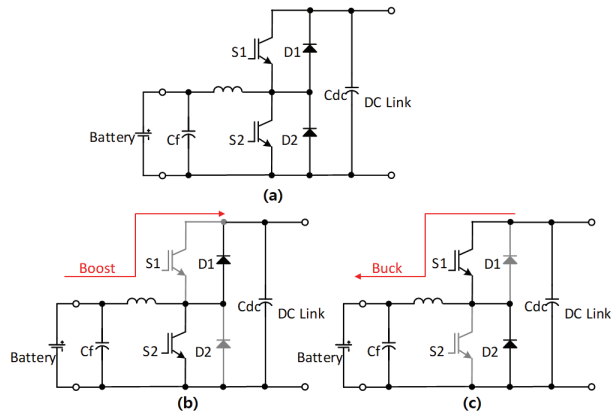 S1
D1
Cdc
DC Link
Battery
Cf
S2
D2
(a)
Boost
S1
D1
Cdc
DC Link
Battery
Cf
S2
D2
(b)
Buck
S1
D1
Cdc
DC Link
Battery
Cf
S2
D2
(c)